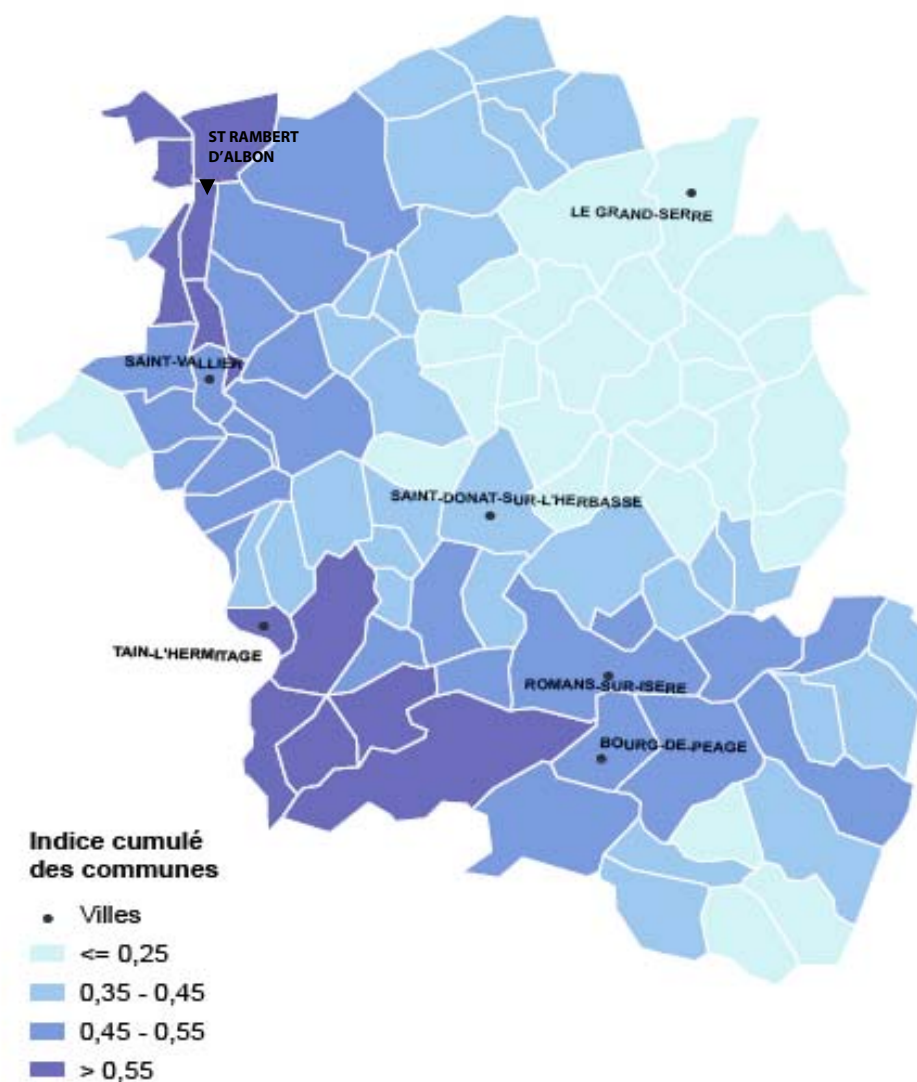 ST RAMBERT
D'ALBON
LE GRAND-SERRE
SAINT-VALLIER
SAINT-DONAT-SUR-L'HERBASSE
TAIN-L'HERMITAGE
ROMANS-SUR-ISERE
BOURG-DE-PEAGE
Indice cumulé
des communes
Villes
<= 0,25
0,35 - 0,45
0,45 - 0,55
> 0,55